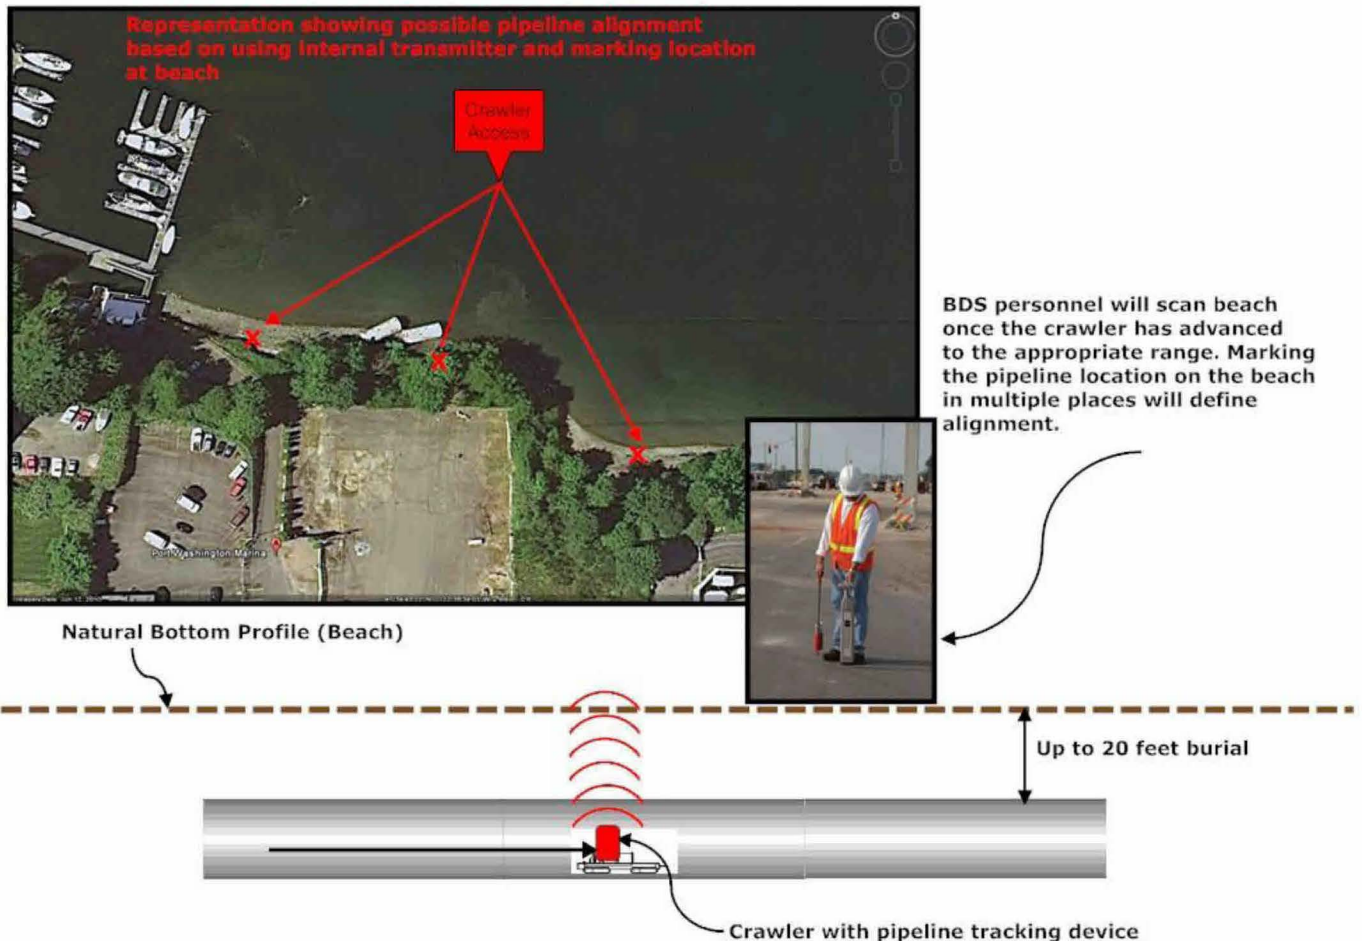 Representation showing possible pipeline alignment
based on using internal transmitter and marking location
at beach
Crawler
Access
BDS personnel will scan beach
once the crawler has advanced
to the appropriate range. Marking
the pipeline location on the beach
in multiple places will define
alignment.
Port Washington Marina
Natural Bottom Profile (Beach)
Up to 20 feet burial
Crawler with pipeline tracking device